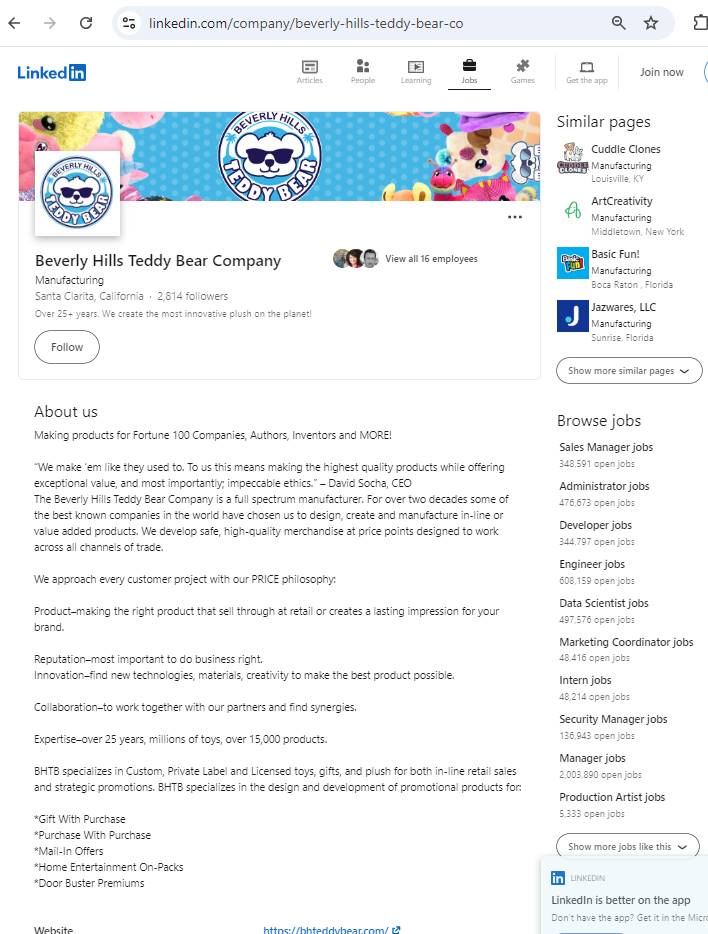 linkedin.com/company/beverly-hills-teddy-bear-co
LinkedIn
Articles
People
Learning
Jobs
Games
Get the app
Join now
BEVERLY HILLS
TEDDY BEAR
BEVERLY HILLS
TEDDY BEAR
Beverly Hills Teddy Bear Company
View all 16 employees
Manufacturing
Santa Clarita, California · 2,814 followers
Over 25+ years. We create the most innovative plush on the planet!
Follow
About us
Making products for Fortune 100 Companies, Authors, Inventors and MORE!
"We make 'em like they used to. To us this means making the highest quality products while offering
exceptional value, and most importantly; impeccable ethics." – David Socha, CEO
The Beverly Hills Teddy Bear Company is a full spectrum manufacturer. For over two decades some of
the best known companies in the world have chosen us to design, create and manufacture in-line or
value added products. We develop safe, high-quality merchandise at price points designed to work
across all channels of trade.
We approach every customer project with our PRICE philosophy:
Product–making the right product that sell through at retail or creates a lasting impression for your
brand.
Reputation–most important to do business right.
Innovation–find new technologies, materials, creativity to make the best product possible.
Collaboration–to work together with our partners and find synergies.
Expertise–over 25 years, millions of toys, over 15,000 products.
BHTB specializes in Custom, Private Label and Licensed toys, gifts, and plush for both in-line retail sales
and strategic promotions. BHTB specializes in the design and development of promotional products for:
*Gift With Purchase
*Purchase With Purchase
*Mail-In Offers
*Home Entertainment On-Packs
*Door Buster Premiums
Website
https://bhteddybear.com/
Similar pages
CUDDLE
CLONES
Cuddle Clones
Manufacturing
Louisville, KY
ArtCreativity
Manufacturing
Middletown, New York
Basic
Fun!
Basic Fun!
Manufacturing
Boca Raton, Florida
Jazwares, LLC
Manufacturing
Sunrise, Florida
Show more similar pages
Browse jobs
Sales Manager jobs
348,591 open jobs
Administrator jobs
476,673 open jobs
Developer jobs
344,797 open jobs
Engineer jobs
608,159 open jobs
Data Scientist jobs
497,576 open jobs
Marketing Coordinator jobs
48,416 open jobs
Intern jobs
48,214 open jobs
Security Manager jobs
136,943 open jobs
Manager jobs
2,003,890 open jobs
Production Artist jobs
5,333 open jobs
Show more jobs like this
in LINKEDIN
LinkedIn is better on the app
Don't have the app? Get it in the Micro